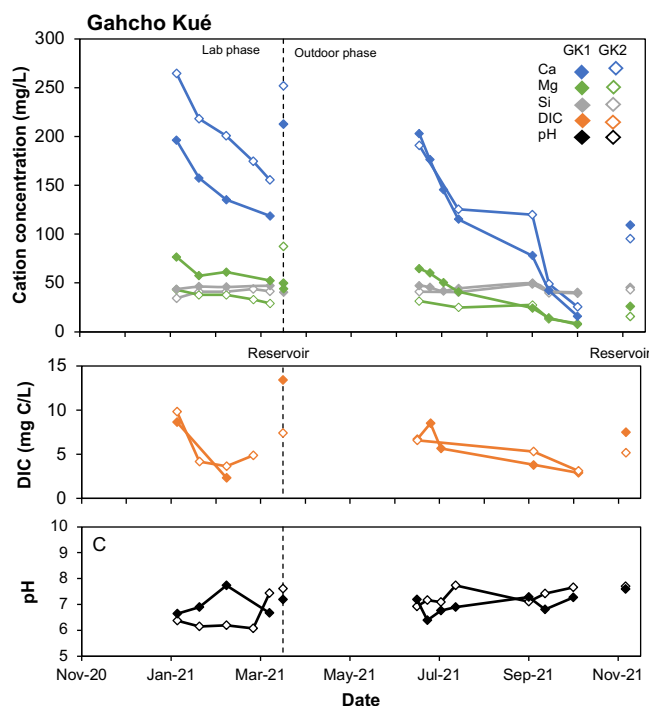 Gahcho Kué
Cation concentration (mg/L)
300
250
200
150
100
50
0
Lab phase
Outdoor phase
GK1 GK2
Ca
Mg
Si
DIC
pH
Reservoir
Reservoir
DIC (mg C/L)
15
10
5
0
C
pH
10
9
8
7
6
5
Nov-20 Jan-21 Mar-21 May-21 Jul-21 Sep-21 Nov-21
Date